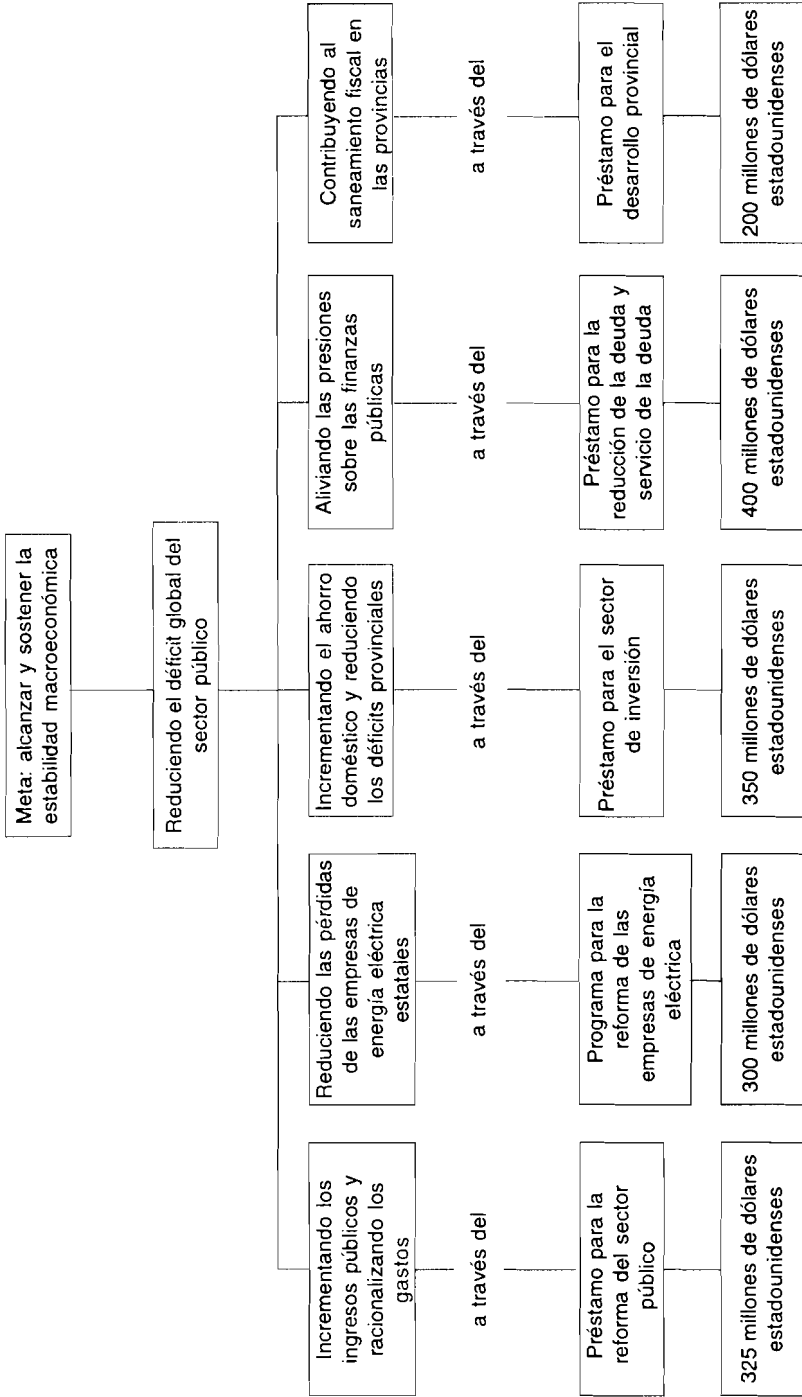 Meta: alcanzar y sostener la
estabilidad macroeconómica
Reduciendo el déficit global del
sector público
Incrementando los
ingresos públicos y
racionalizando los
gastos
a través del
Préstamo para la
reforma del sector
público
325 millones de dólares
estadounidenses
Reduciendo las pérdidas
de las empresas de
energía eléctrica
estatales
a través del
Programa para la
reforma de las
empresas de energía
eléctrica
300 millones de dólares
estadounidenses
Incrementando el ahorro
doméstico y reduciendo
los déficits provinciales
a través del
Préstamo para el sector
de inversión
350 millones de dólares
estadounidenses
Aliviando las presiones
sobre las finanzas
públicas
a través del
Préstamo para la
reducción de la deuda y
servicio de la deuda
400 millones de dólares
estadounidenses
Contribuyendo al
saneamiento fiscal en
las provincias
a través del
Préstamo para el
desarrollo provincial
200 millones de dólares
estadounidenses